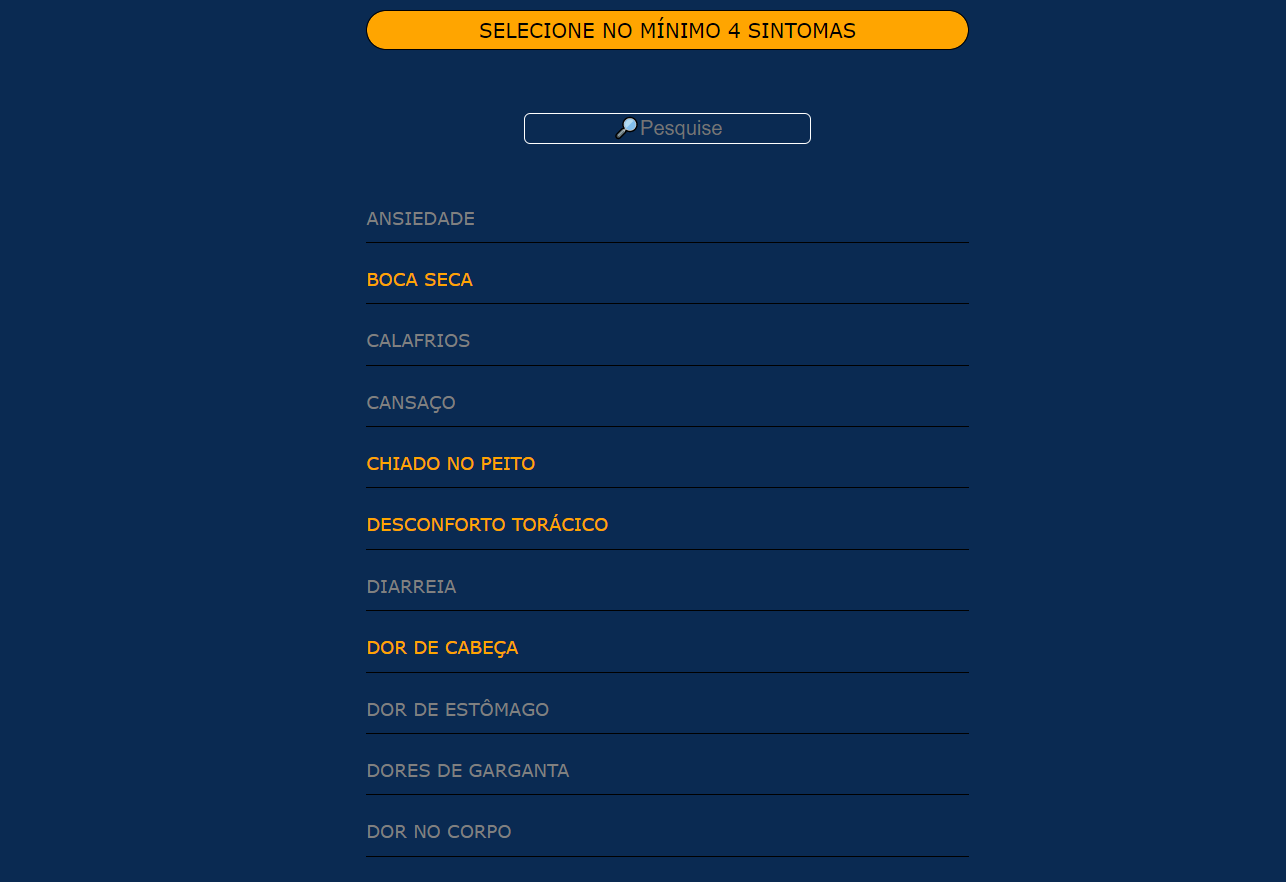 SELECIONE NO MÍNIMO 4 SINTOMAS
🔎Pesquise
ANSIEDADE
BOCA SECA
CALAFRIOS
CANSAÇO
CHIADO NO PEITO
DESCONFORTO TORÁCICO
DIARREIA
DOR DE CABEÇA
DOR DE ESTÔMAGO
DORES DE GARGANTA
DOR NO CORPO